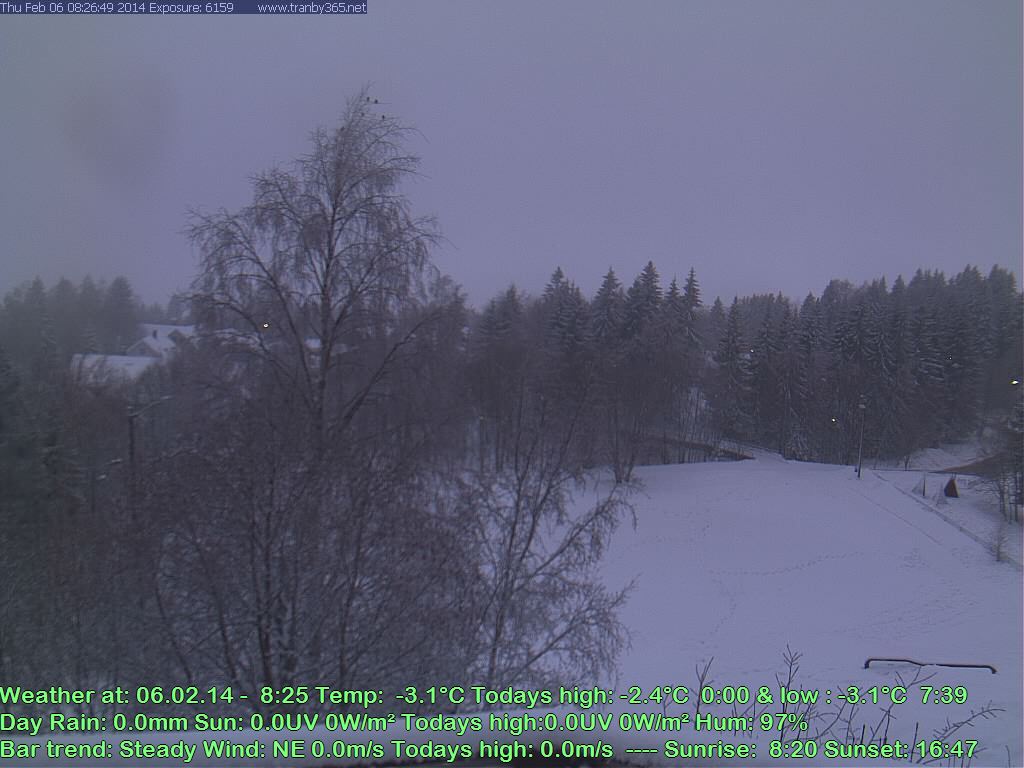 Thu Feb 06 08:26:49 2014 Exposure: 6159 www.tranby365.net
Weather at: 06.02.14 - 8:25 Temp: -3.1°C Todays high: -2.4°C 0:00 & low : -3.1°C 7:39
Day Rain: 0.0mm Sun: 0.0UV 0W/m² Todays high:0.0UV 0W/m² Hum: 97%
Bar trend: Steady Wind: NE 0.0m/s Todays high: 0.0m/s ---- Sunrise: 8:20 Sunset: 16:47